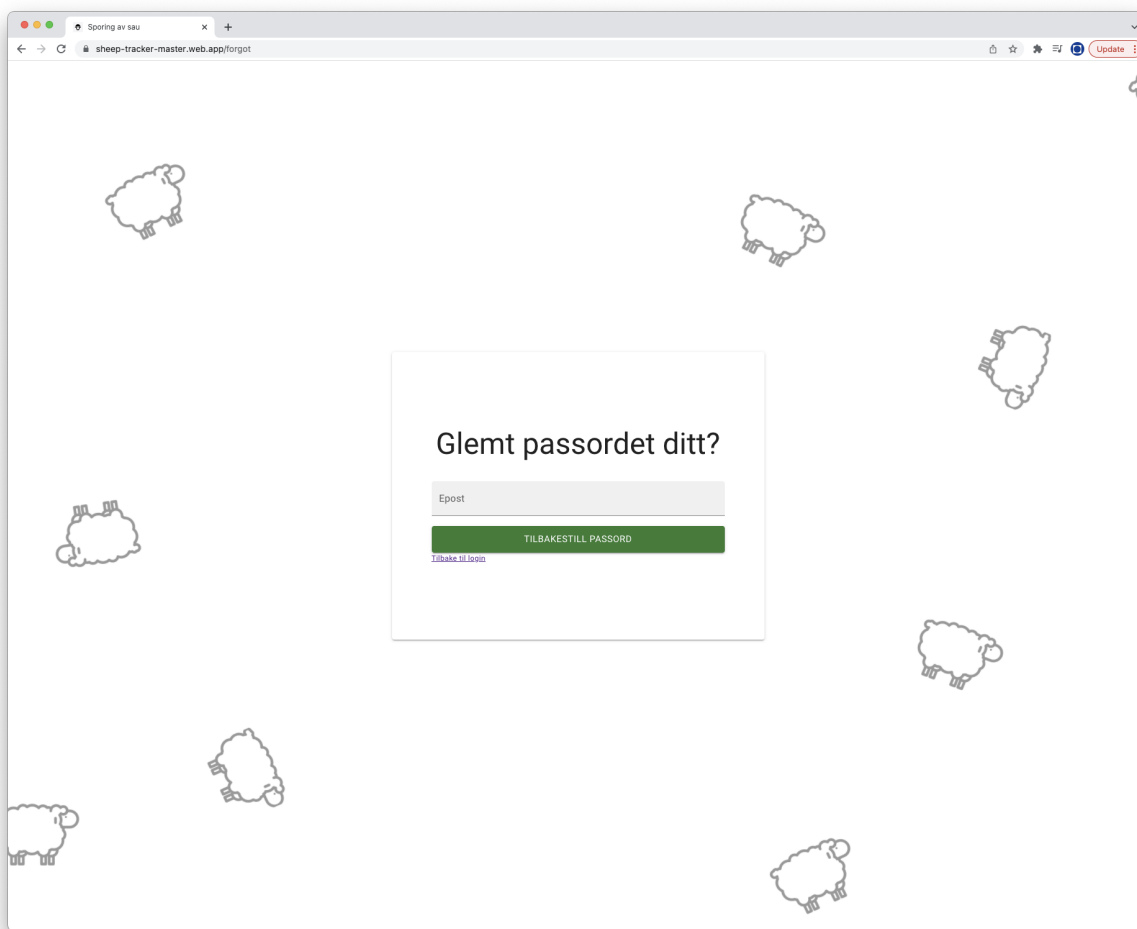 Sporing av sau
sheep-tracker-master.web.app/forgot
Update
Glemt passordet ditt?
Epost
TILBAKESTILL PASSORD
Tilbake til login